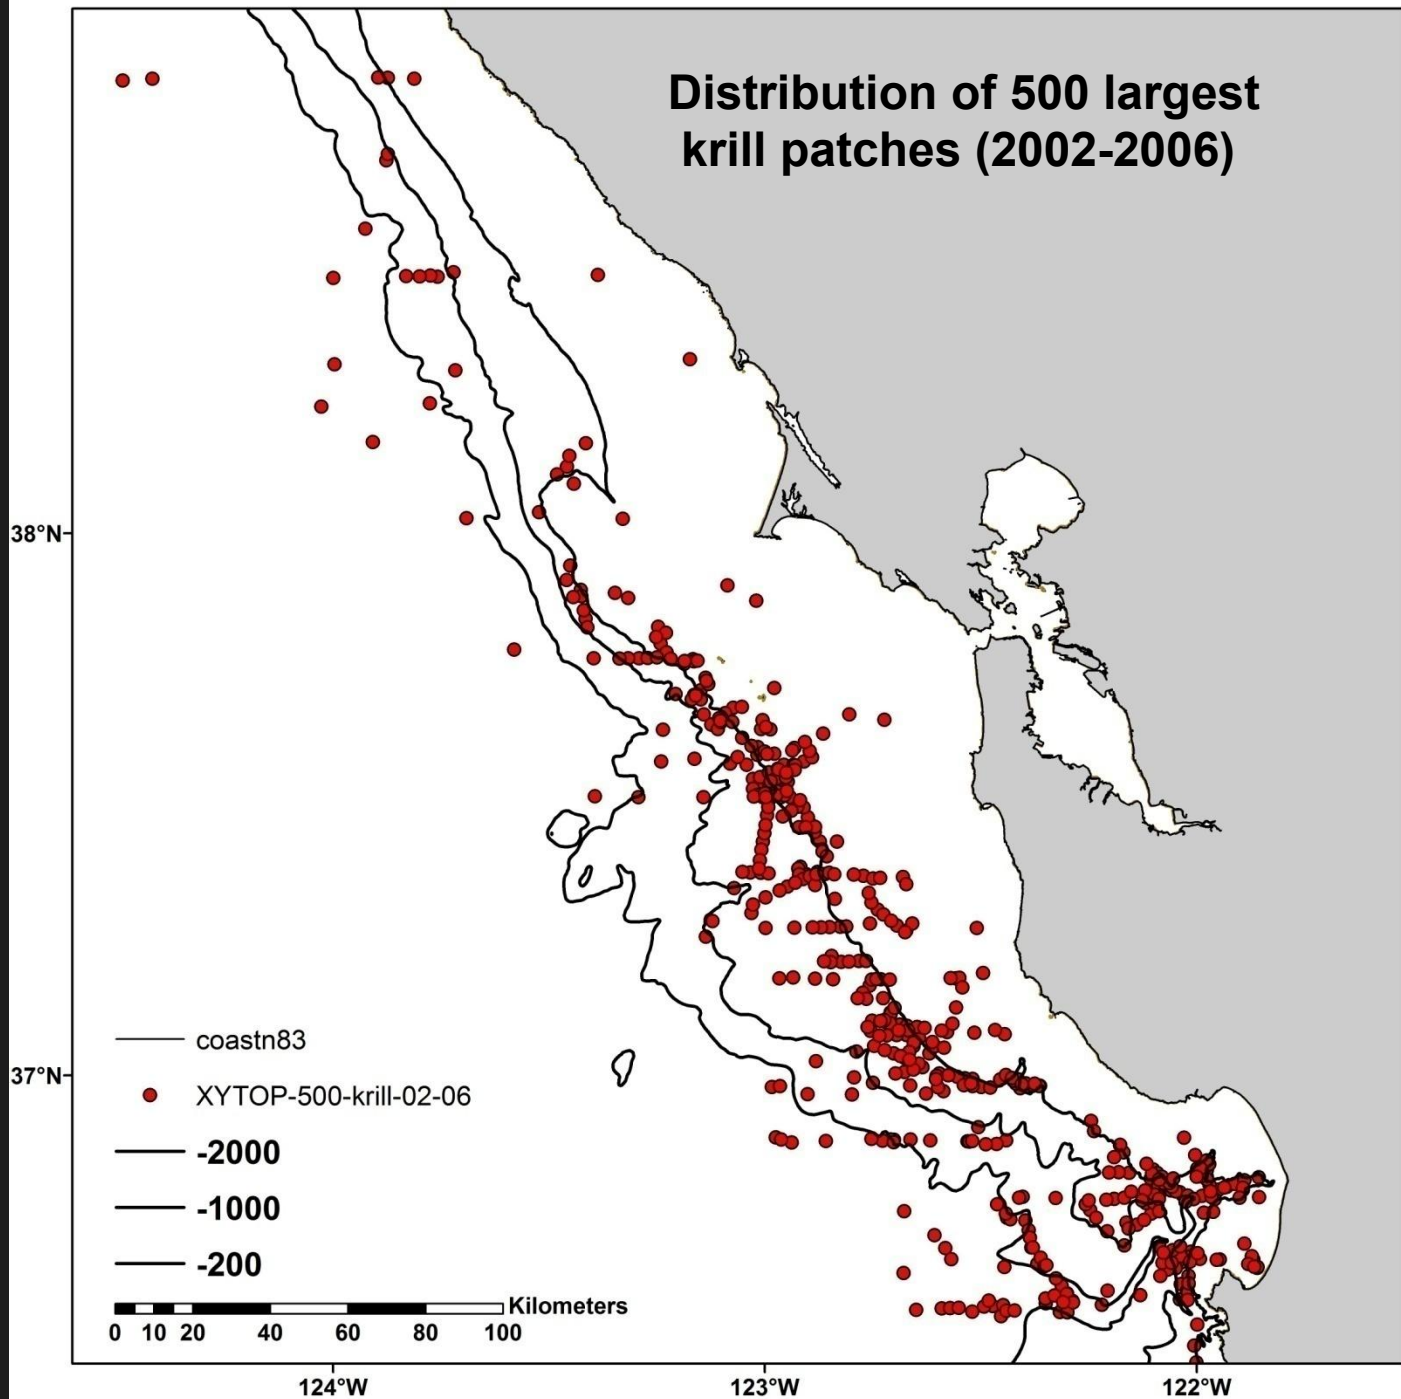 Distribution of 500 largest
krill patches (2002-2006)
38°N
37°N
coastn83
XYTOP-500-krill-02-06
-2000
-1000
-200
Kilometers
0 10 20 40 60 80 100
124°W 123°W 122°W